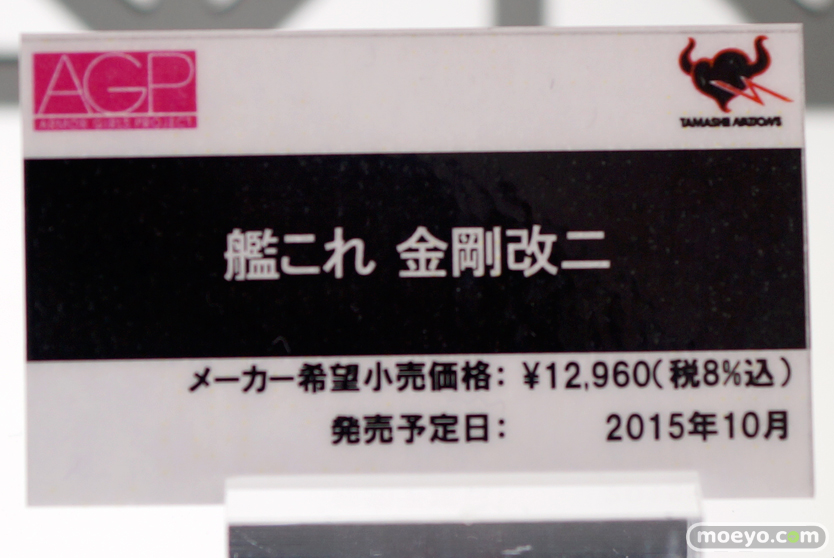 AGP
ARMOR GIRLS PROJECT
TAMASHII NATIONS
艦これ 金剛改二
メーカー希望小売価格: ¥12,960(税8%込)
発売予定日: 2015年10月
moeyo.com